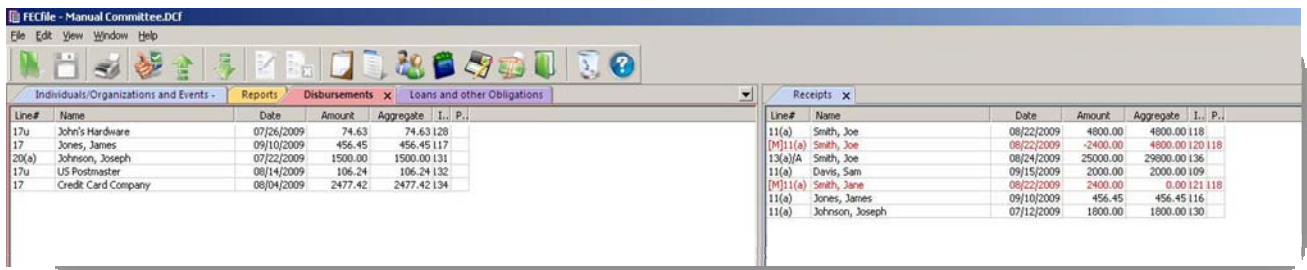 FECfile - Manual Committee.DCf
File Edit View Window Help
Individuals/Organizations and Events - Reports Disbursements x Loans and other Obligations
Line# Name Date Amount Aggregate I.. P..
17u John's Hardware 07/26/2009 74.63 74.63 128
17 Jones, James 09/10/2009 456.45 456.45 117
20(a) Johnson, Joseph 07/22/2009 1500.00 1500.00 131
17u US Postmaster 08/14/2009 106.24 106.24 132
17 Credit Card Company 08/04/2009 2477.42 2477.42 134
Receipts x
Line# Name Date Amount Aggregate I.. P..
11(a) Smith, Joe 08/22/2009 4800.00 4800.00 118
[M]11(a) Smith, Joe 08/22/2009 -2400.00 4800.00 120 118
13(a)/A Smith, Joe 08/24/2009 25000.00 29800.00 136
11(a) Davis, Sam 09/15/2009 2000.00 2000.00 109
[M]11(a) Smith, Jane 08/22/2009 2400.00 0.00 121 118
11(a) Jones, James 09/10/2009 456.45 456.45 116
11(a) Johnson, Joseph 07/12/2009 1800.00 1800.00 130